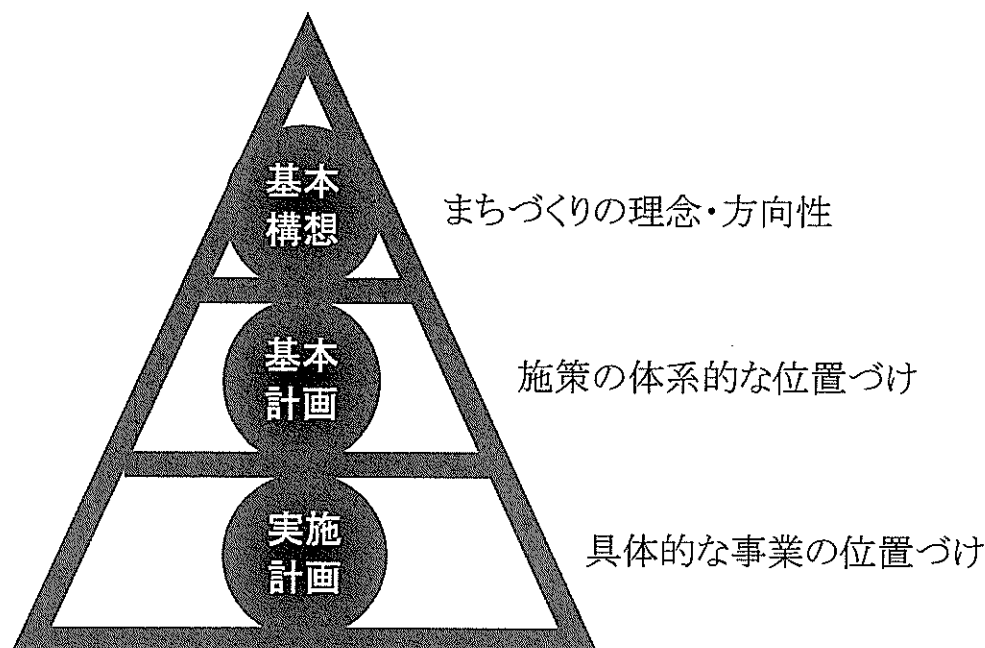 基本
構想
まちづくりの理念・方向性
基本
計画
施策の体系的な位置づけ
実施
計画
具体的な事業の位置づけ